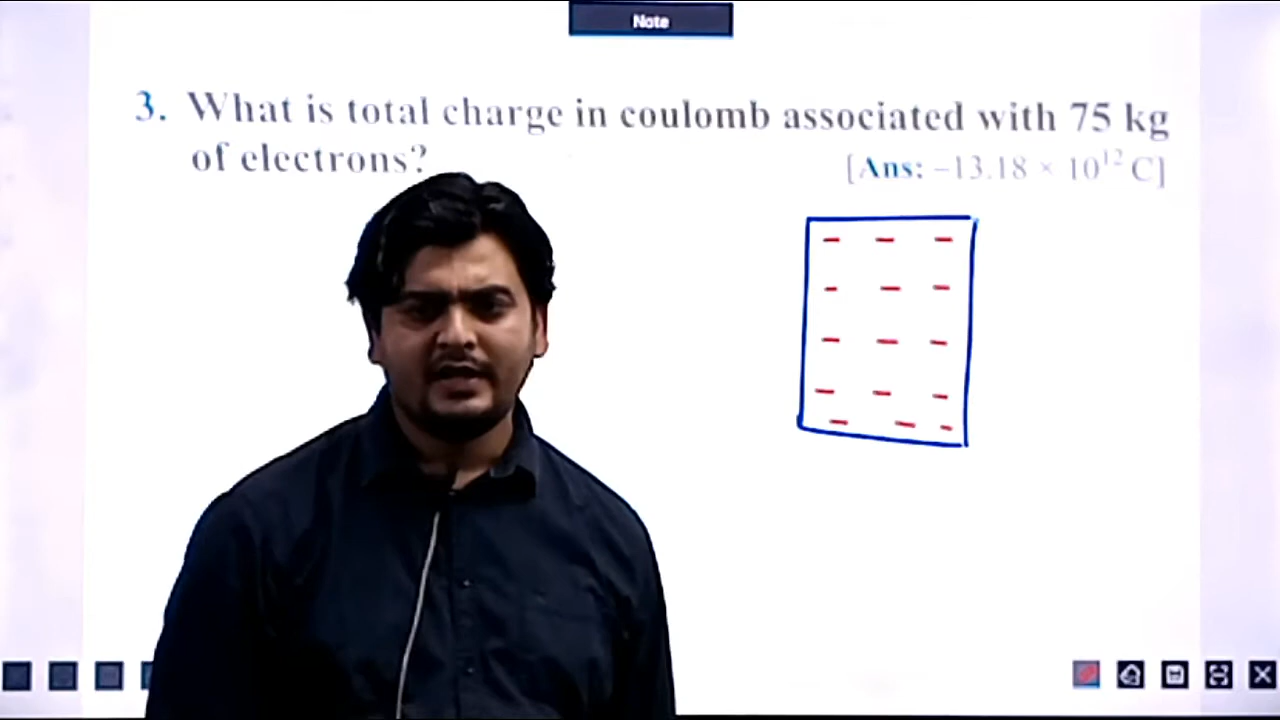 Note
3. What is total charge in coulomb associated with 75 kg
of electrons? [Ans: –13.18 × 10¹² C]